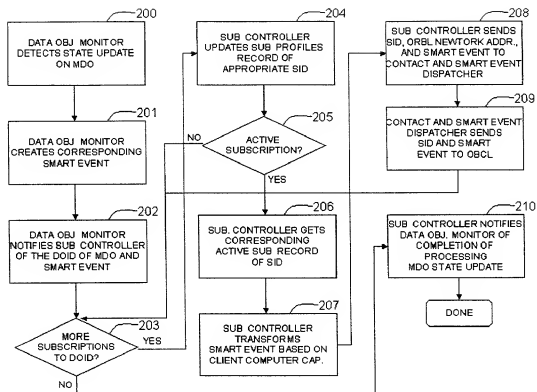 200
DATA OBJ MONITOR
DETECTS STATE UPDATE
ON MDO
201
DATA OBJ MONITOR
CREATES CORRESPONDING
SMART EVENT
202
DATA OBJ MONITOR
NOTIFIES SUB CONTROLLER
OF THE DOID OF MDO AND
SMART EVENT
203
MORE
SUBSCRIPTIONS
TO DOID?
YES
NO
204
SUB CONTROLLER
UPDATES SUB PROFILES
RECORD OF
APPROPRIATE SID
205
NO
ACTIVE
SUBSCRIPTION?
YES
206
SUB. CONTROLLER GETS
CORRESPONDING
ACTIVE SUB RECORD
OF SID
207
SUB CONTROLLER
TRANSFORMS
SMART EVENT BASED ON
CLIENT COMPUTER CAP.
208
SUB CONTROLLER SENDS
SID, ORBL NEWTORK ADDR.,
AND SMART EVENT TO
CONTACT AND SMART EVENT
DISPATCHER
209
CONTACT AND SMART EVENT
DISPATCHER SENDS
SID AND SMART
EVENT TO OBCL
210
SUB CONTROLLER NOTIFIES
DATA OBJ. MONITOR OF
COMPLETION OF
PROCESSING
MDO STATE UPDATE
DONE